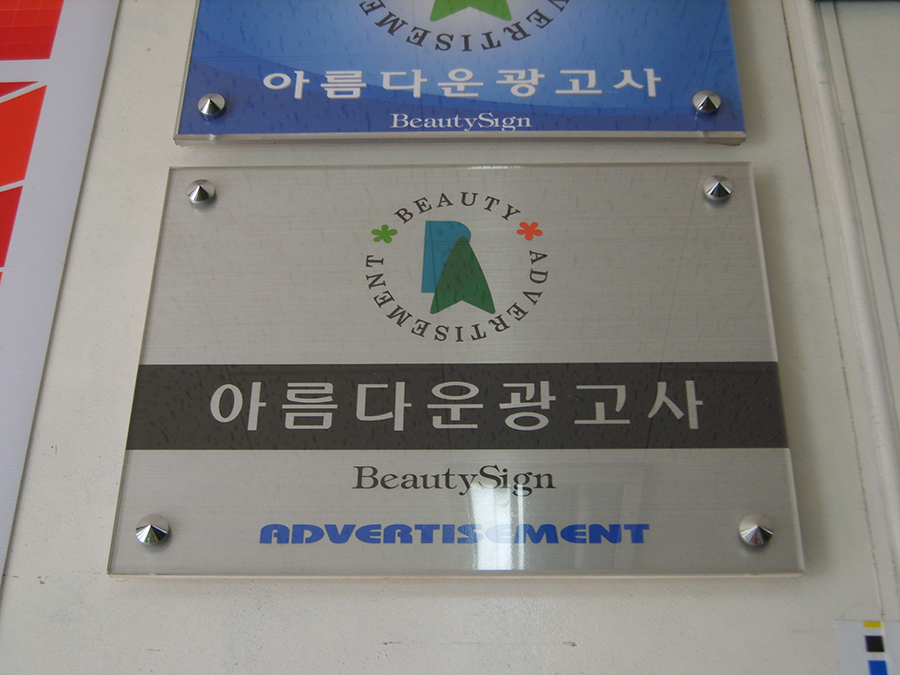 ADVERTISEMENT
아름다운광고사
BeautySign
BEAUTY ADVERTISEMENT
아름다운광고사
BeautySign
ADVERTISEMENT